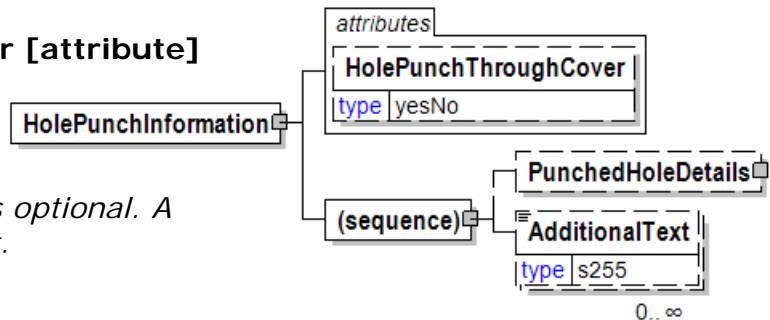 attributes
r [attribute]
HolePunchThroughCover
type yesNo
HolePunchInformation
PunchedHoleDetails
s optional. A
(sequence)
AdditionalText
type s255
0.. ∞